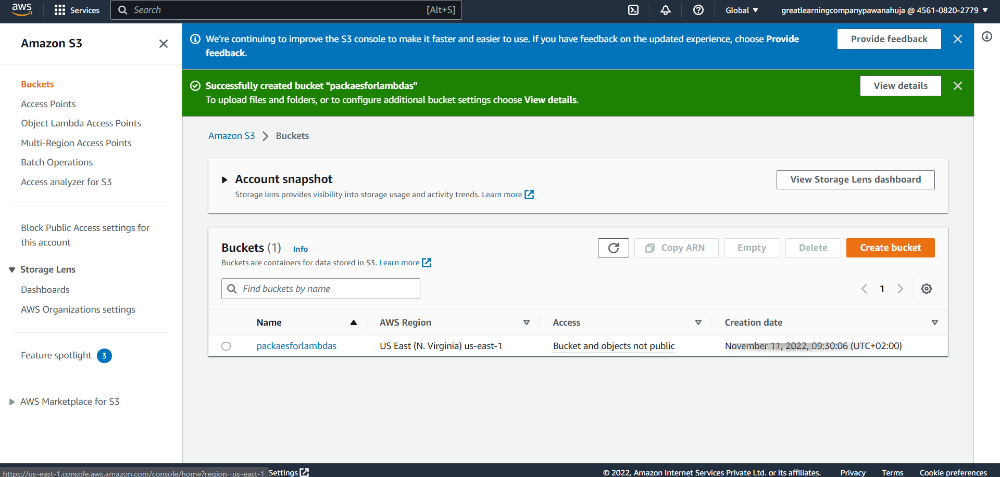 aws
Services
Search
[Alt+S]
Global
greatlearningcompanypawanahuja @ 4561-0820-2779
Amazon S3
Buckets
Access Points
Object Lambda Access Points
Multi-Region Access Points
Batch Operations
Access analyzer for S3
Block Public Access settings for
this account
Storage Lens
Dashboards
AWS Organizations settings
Feature spotlight 3
AWS Marketplace for S3
We're continuing to improve the S3 console to make it faster and easier to use. If you have feedback on the updated experience, choose Provide
feedback.
Provide feedback
Successfully created bucket "packaesforlambdas"
To upload files and folders, or to configure additional bucket settings choose View details.
View details
Amazon S3 > Buckets
Account snapshot
Storage lens provides visibility into storage usage and activity trends. Learn more
View Storage Lens dashboard
Buckets (1) Info
Buckets are containers for data stored in S3. Learn more
Copy ARN
Empty
Delete
Create bucket
Find buckets by name
1
Name AWS Region Access Creation date
packaesforlambdas US East (N. Virginia) us-east-1 Bucket and objects not public November 11, 2022, 09:30:06 (UTC+02:00)
https://us-east-1.console.aws.amazon.com/console/home?region=us-east-1
Settings
© 2022, Amazon Internet Services Private Ltd. or its affiliates. Privacy Terms Cookie preferences